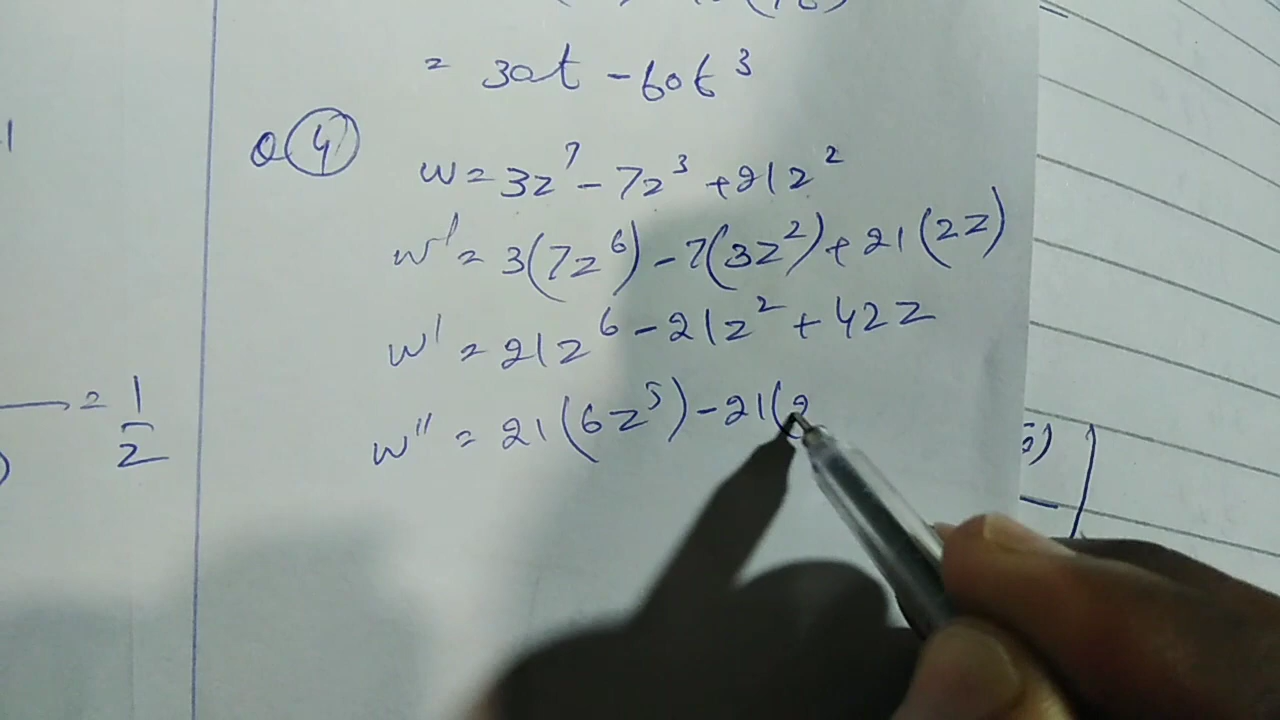 = 30t - 60t³
Q ④
w = 3z⁷ - 7z³ + 21z²
w' = 3(7z⁶) - 7(3z²) + 21(2z)
w' = 21z⁶ - 21z² + 42z
w'' = 21(6z⁵) - 21(2
= 1/2